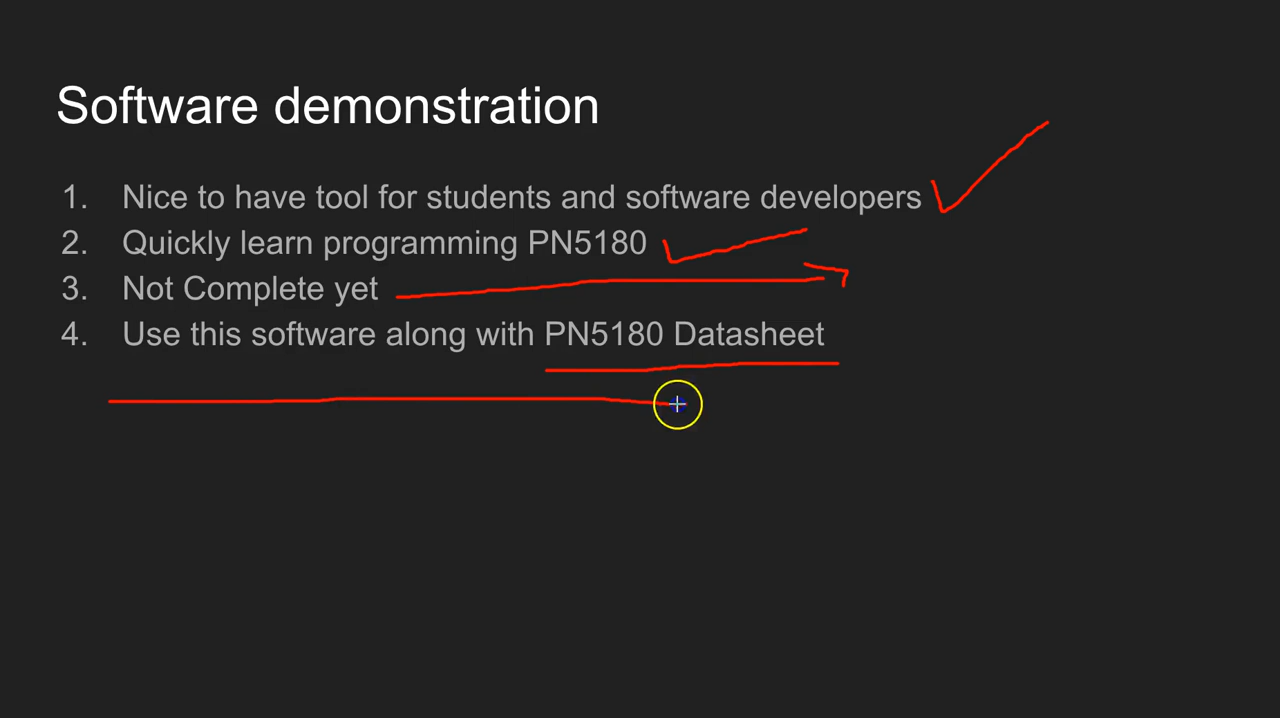 Software demonstration
1. Nice to have tool for students and software developers
2. Quickly learn programming PN5180
3. Not Complete yet
4. Use this software along with PN5180 Datasheet